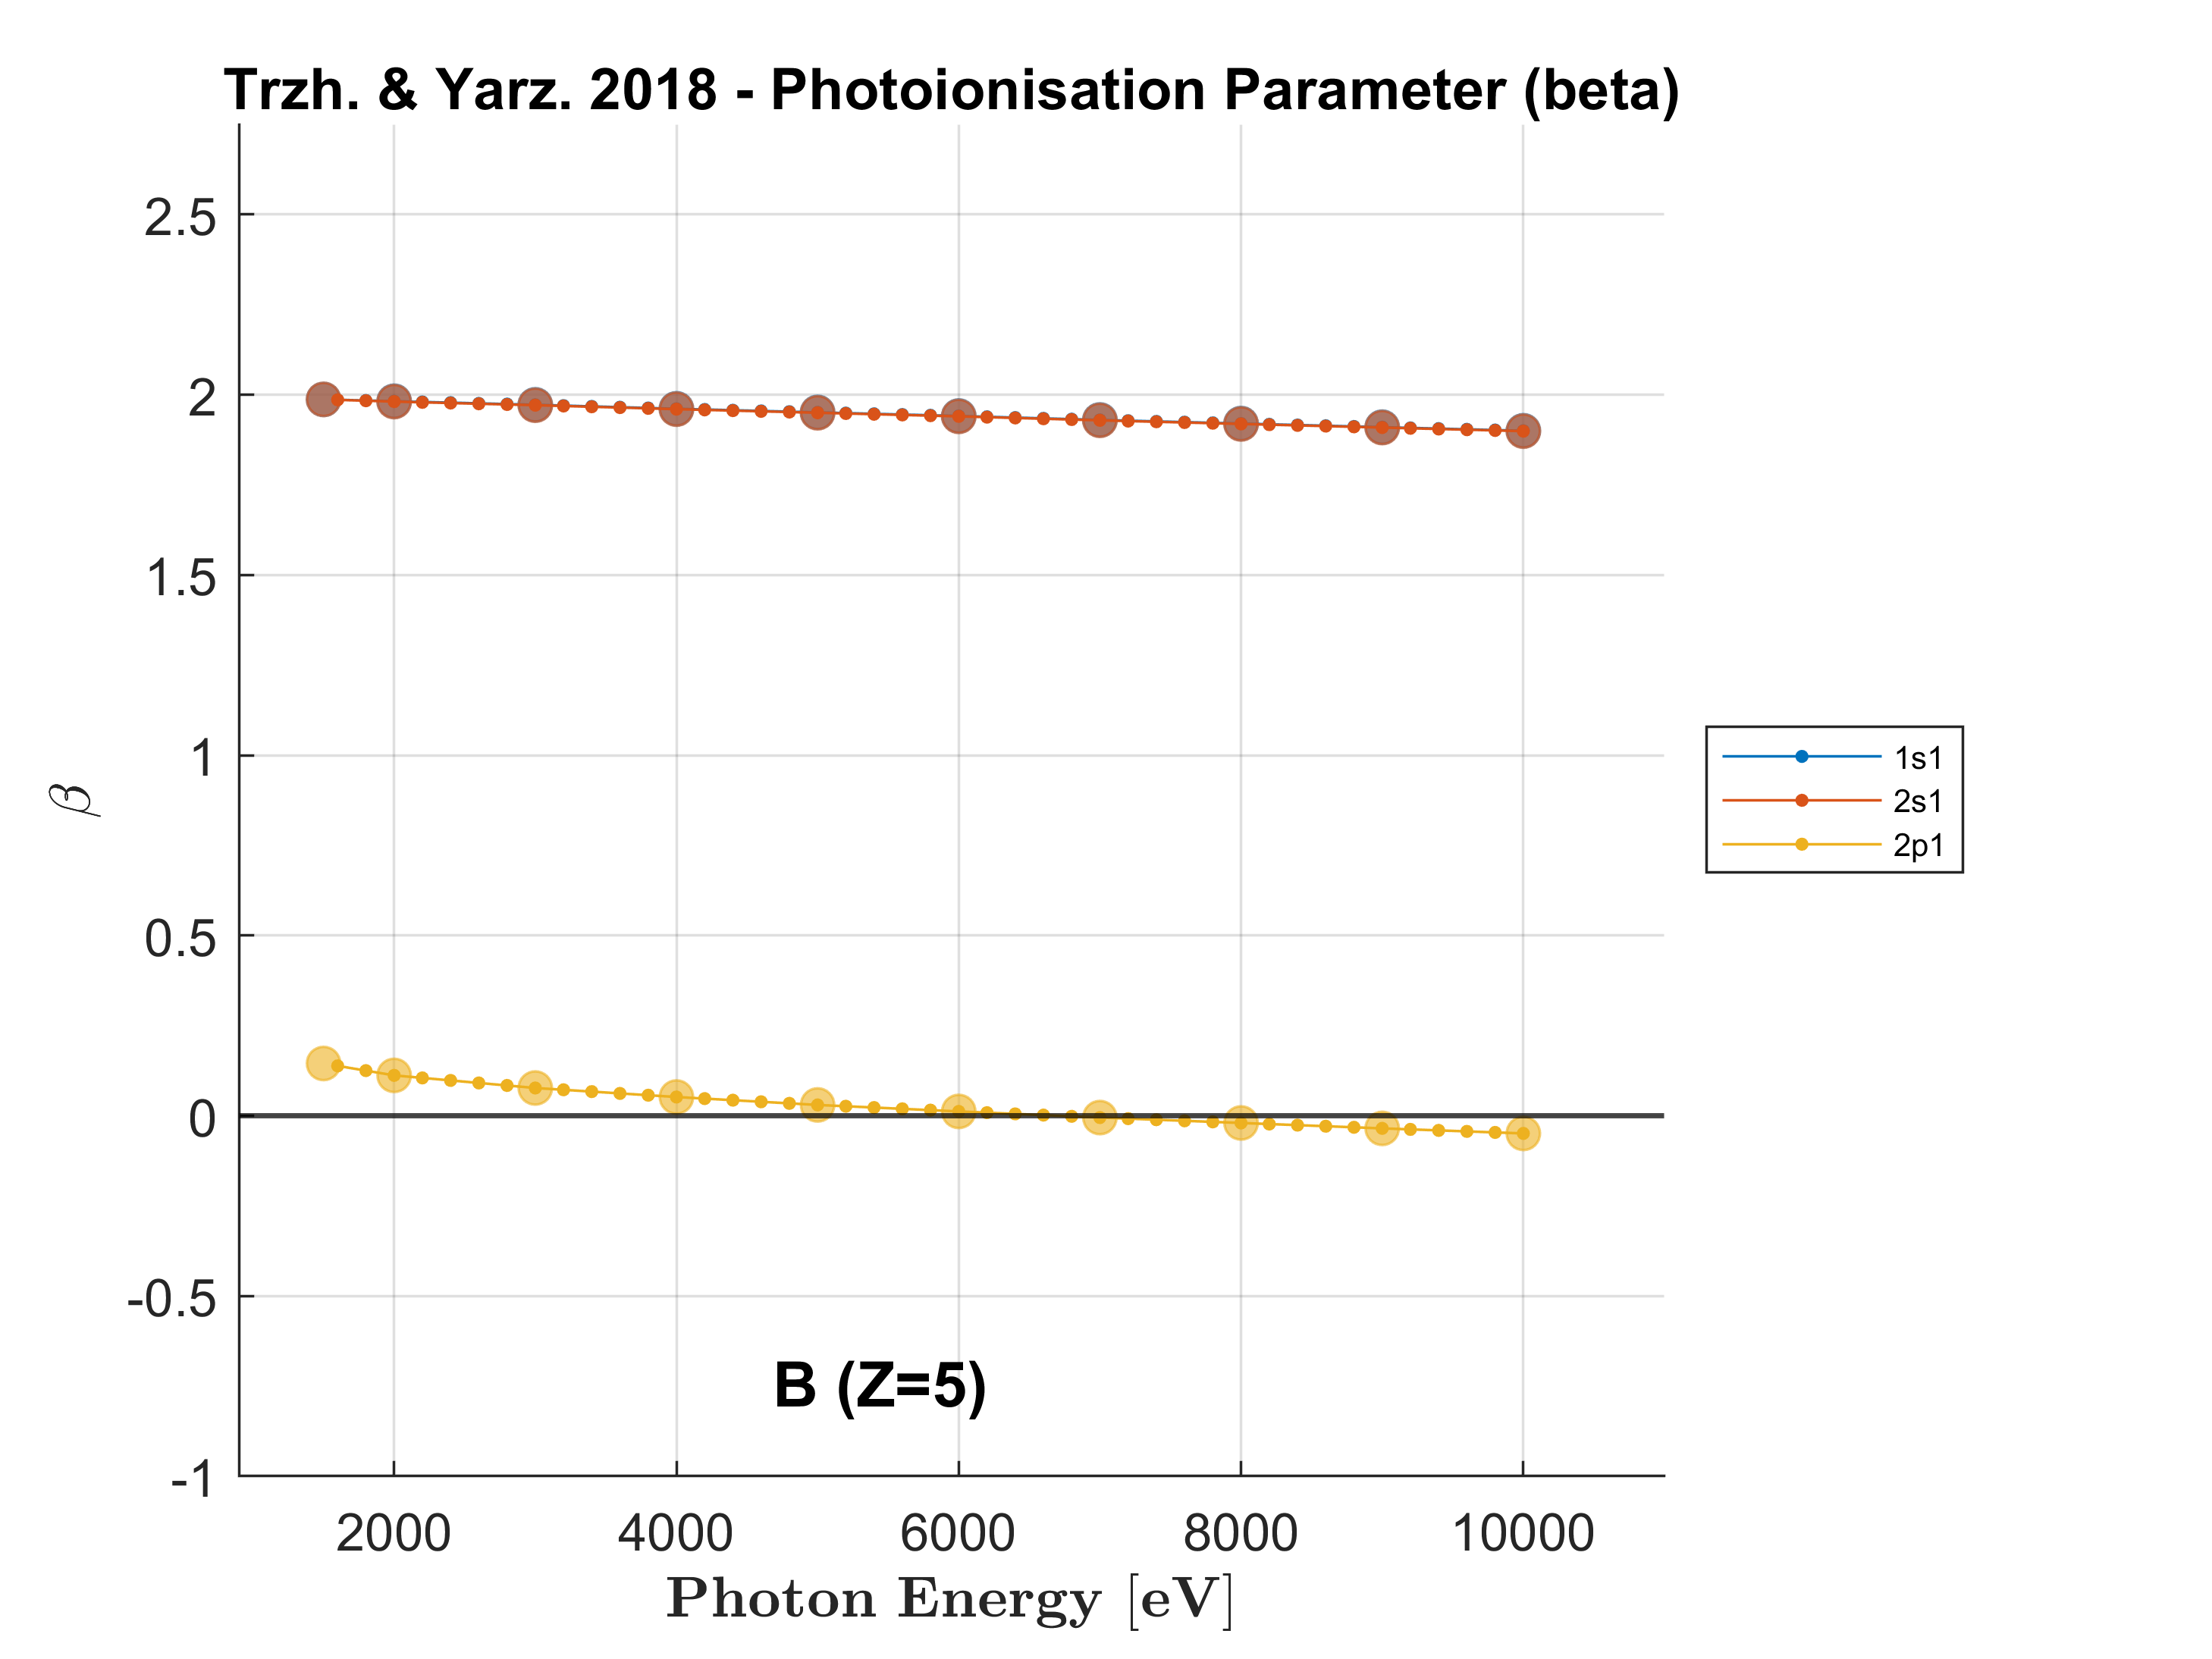 Trzh. & Yarz. 2018 - Photoionisation Parameter (beta)
2.5
2
1.5
1
0.5
0
-0.5
-1
β
B (Z=5)
2000 4000 6000 8000 10000
Photon Energy [eV]
1s1
2s1
2p1